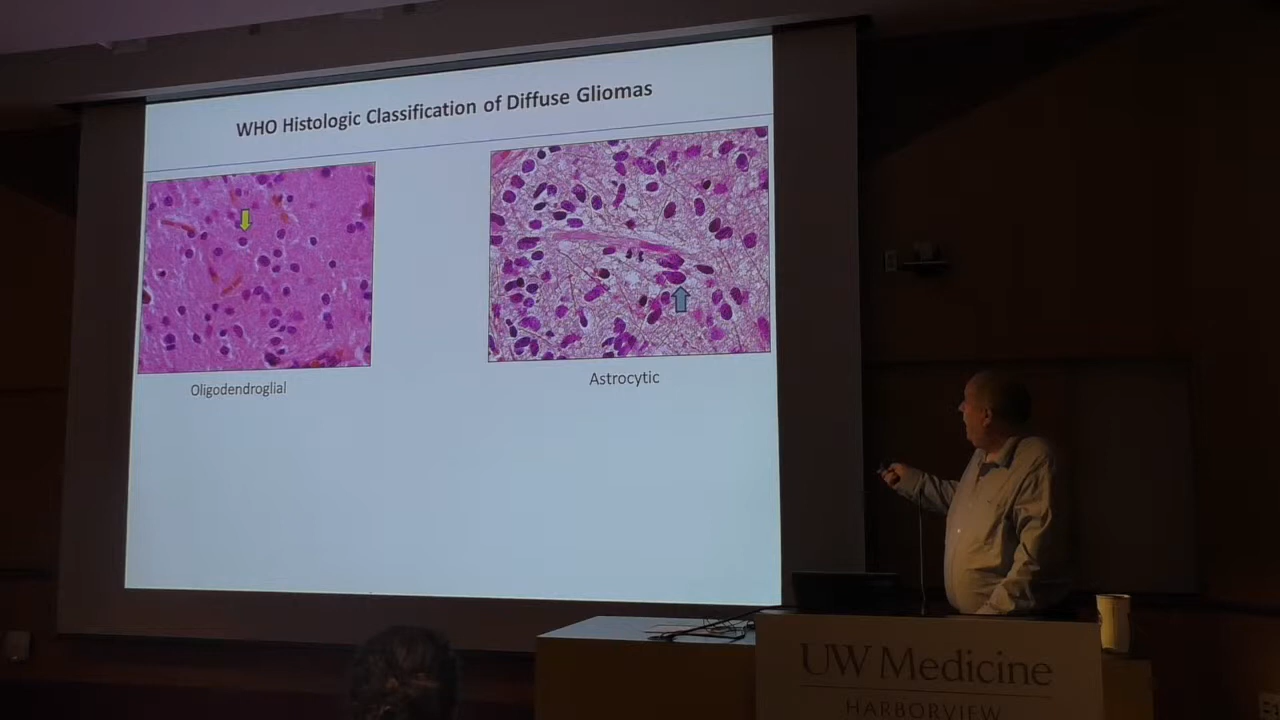 WHO Histologic Classification of Diffuse Gliomas
Oligodendroglial
Astrocytic
UW Medicine
HARBORVIEW